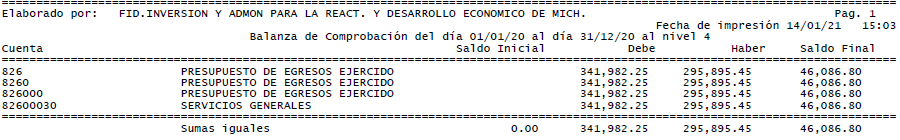 Elaborado por: FID.INVERSION Y ADMON PARA LA REACT. Y DESARROLLO ECONOMICO DE MICH. Pag. 1
Fecha de impresión 14/01/21 15:03
Balanza de Comprobación del día 01/01/20 al día 31/12/20 al nivel 4
Cuenta Saldo Inicial Debe Haber Saldo Final
826 PRESUPUESTO DE EGRESOS EJERCIDO 341,982.25 295,895.45 46,086.80
8260 PRESUPUESTO DE EGRESOS EJERCIDO 341,982.25 295,895.45 46,086.80
826000 PRESUPUESTO DE EGRESOS EJERCIDO 341,982.25 295,895.45 46,086.80
82600030 SERVICIOS GENERALES 341,982.25 295,895.45 46,086.80
Sumas iguales 0.00 341,982.25 295,895.45 46,086.80